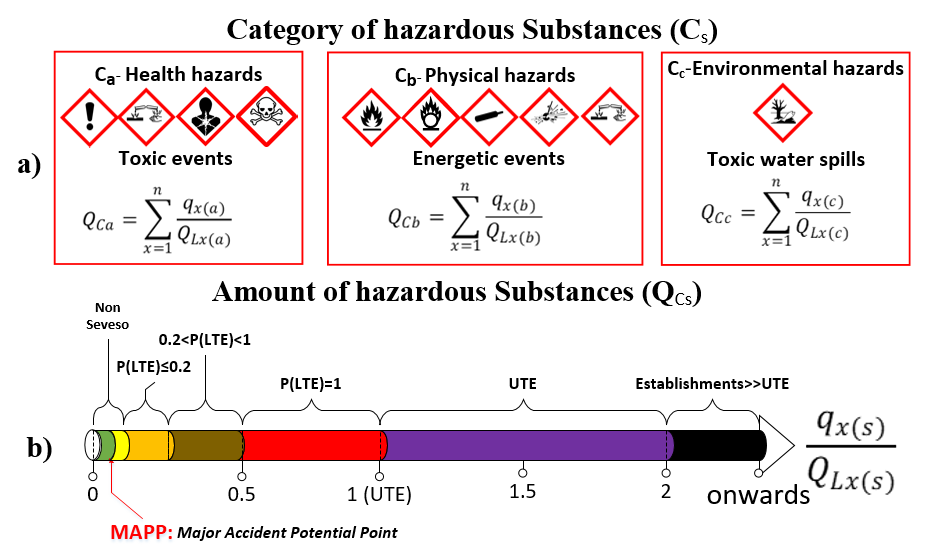 Category of hazardous Substances (Cs)
a)
Ca- Health hazards
Toxic events
QCa = ∑ n x=1 qx(a) / QLx(a)
Cb- Physical hazards
Energetic events
QCb = ∑ n x=1 qx(b) / QLx(b)
Cc-Environmental hazards
Toxic water spills
QCc = ∑ n x=1 qx(c) / QLx(c)
Amount of hazardous Substances (QCs)
b)
Non
Seveso
P(LTE)≤0.2
0.2<P(LTE)<1
P(LTE)=1
UTE
Establishments>>UTE
qx(s) / QLx(s)
0
0.5
1 (UTE)
1.5
2
onwards
MAPP: Major Accident Potential Point